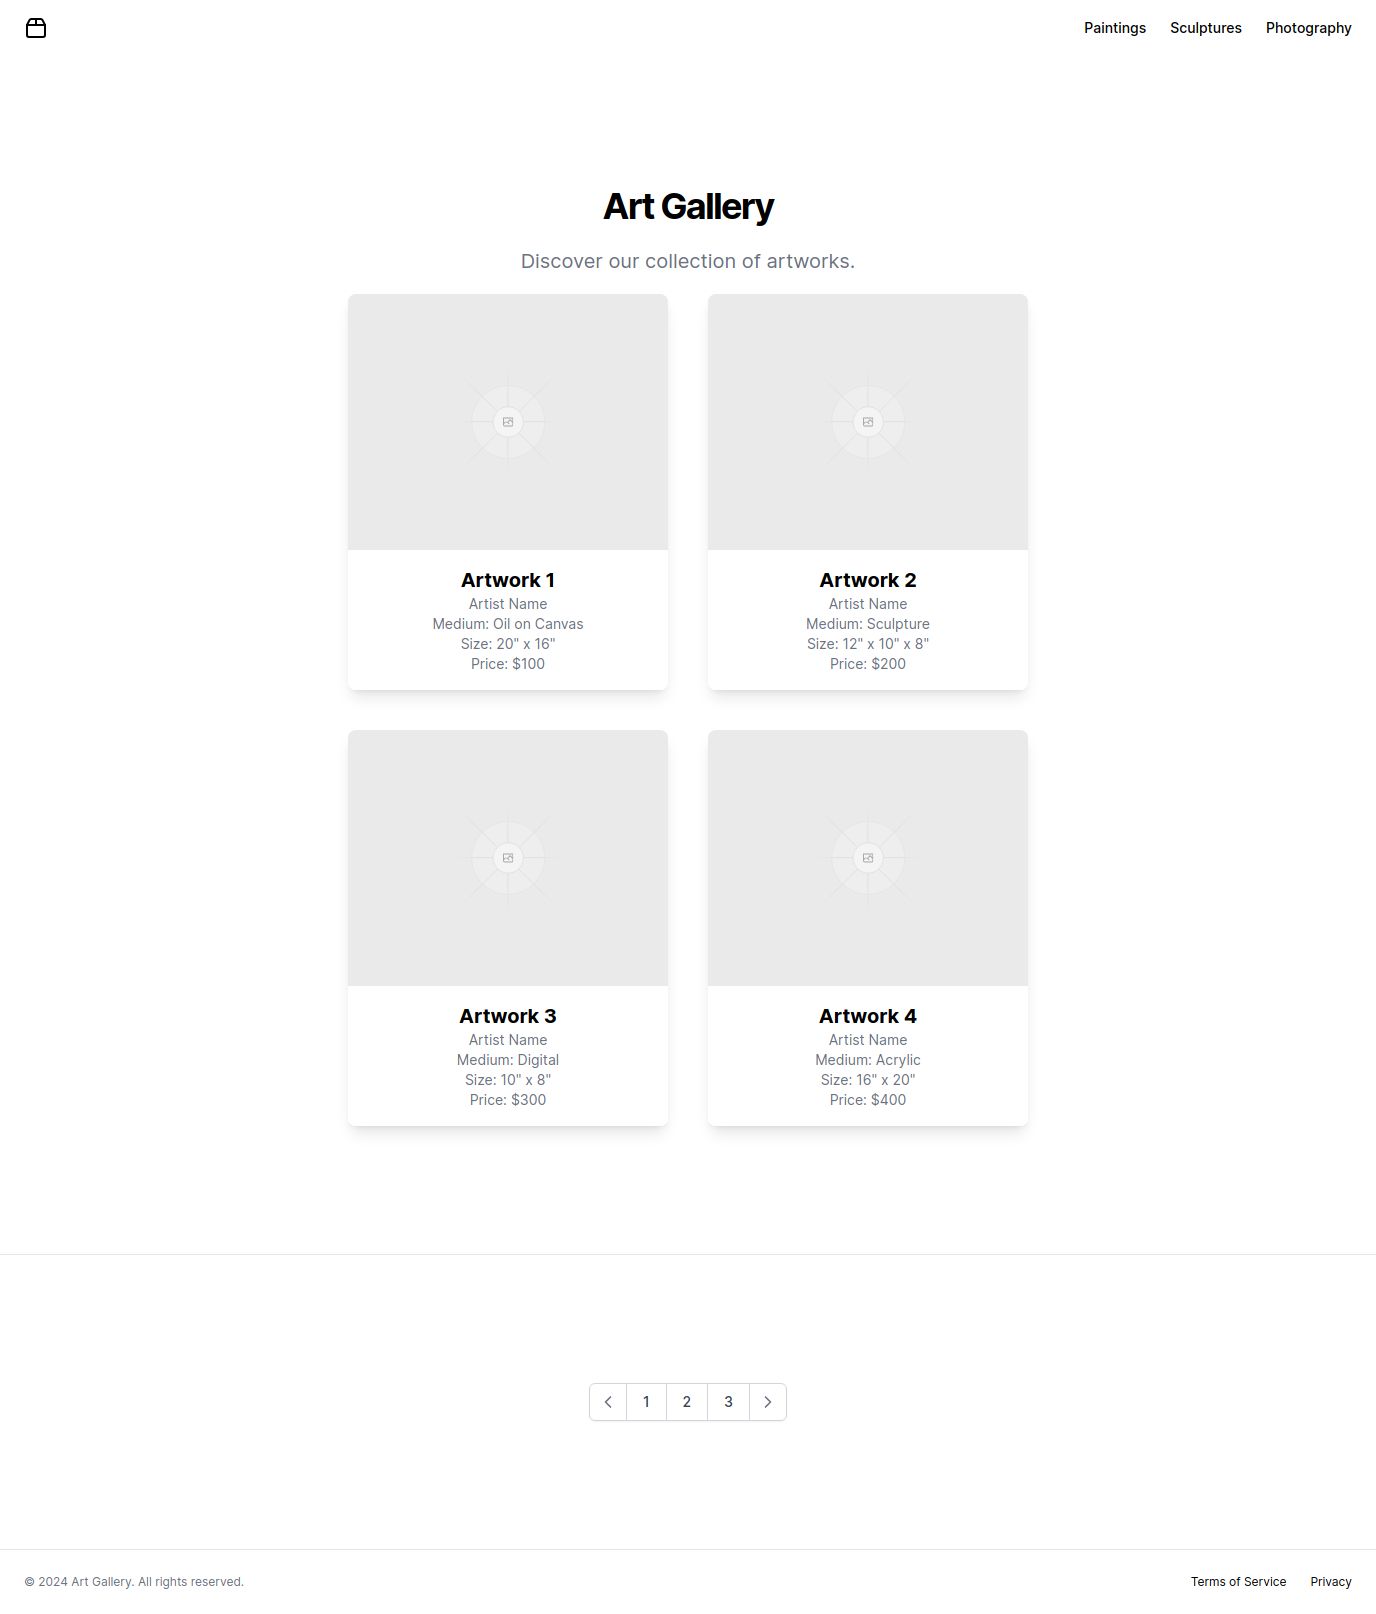 Paintings Sculptures Photography
Art Gallery
Discover our collection of artworks.
Artwork 1
Artist Name
Medium: Oil on Canvas
Size: 20" x 16"
Price: $100
Artwork 2
Artist Name
Medium: Sculpture
Size: 12" x 10" x 8"
Price: $200
Artwork 3
Artist Name
Medium: Digital
Size: 10" x 8"
Price: $300
Artwork 4
Artist Name
Medium: Acrylic
Size: 16" x 20"
Price: $400
1 2 3
© 2024 Art Gallery. All rights reserved.
Terms of Service Privacy